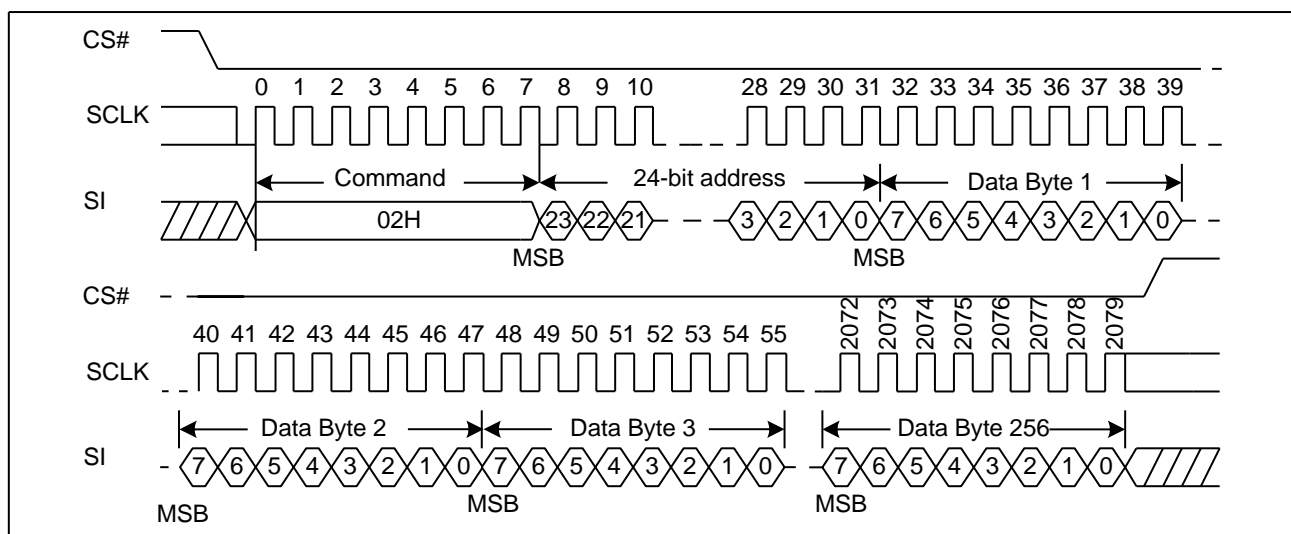 CS#
0 1 2 3 4 5 6 7 8 9 10 28 29 30 31 32 33 34 35 36 37 38 39
SCLK
Command 24-bit address Data Byte 1
SI
02H 23 22 21 3 2 1 0 7 6 5 4 3 2 1 0
MSB MSB
CS#
40 41 42 43 44 45 46 47 48 49 50 51 52 53 54 55 2072 2073 2074 2075 2076 2077 2078 2079
SCLK
Data Byte 2 Data Byte 3 Data Byte 256
SI
7 6 5 4 3 2 1 0 7 6 5 4 3 2 1 0 7 6 5 4 3 2 1 0
MSB MSB MSB